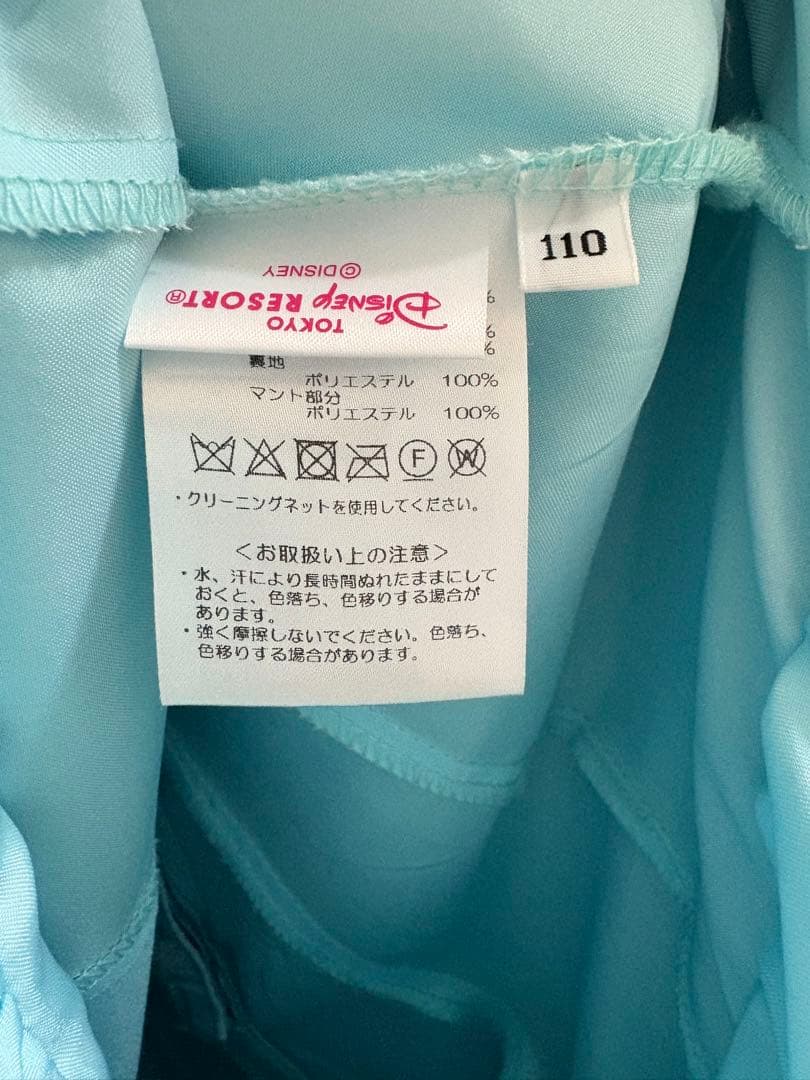 110
TOKYO
Disney RESORT®
©DISNEY
%
%
%
裏地
ポリエステル 100%
マント部分
ポリエステル 100%
F
W
・クリーニングネットを使用してください。
<お取扱い上の注意>
・水、汗により長時間ぬれたままにして
おくと、色落ち、色移りする場合が
あります。
・強く摩擦しないでください。色落ち、
色移りする場合があります。